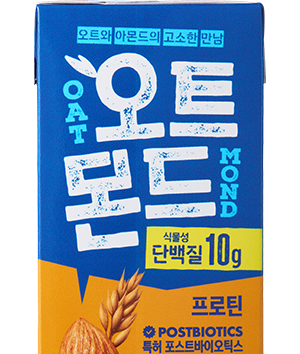 오트와 아몬드의 고소한 만남
OAT
오트
몬드
MOND
식물성
단백질 10g
프로틴
POSTBIOTICS
특허 포스트바이오틱스